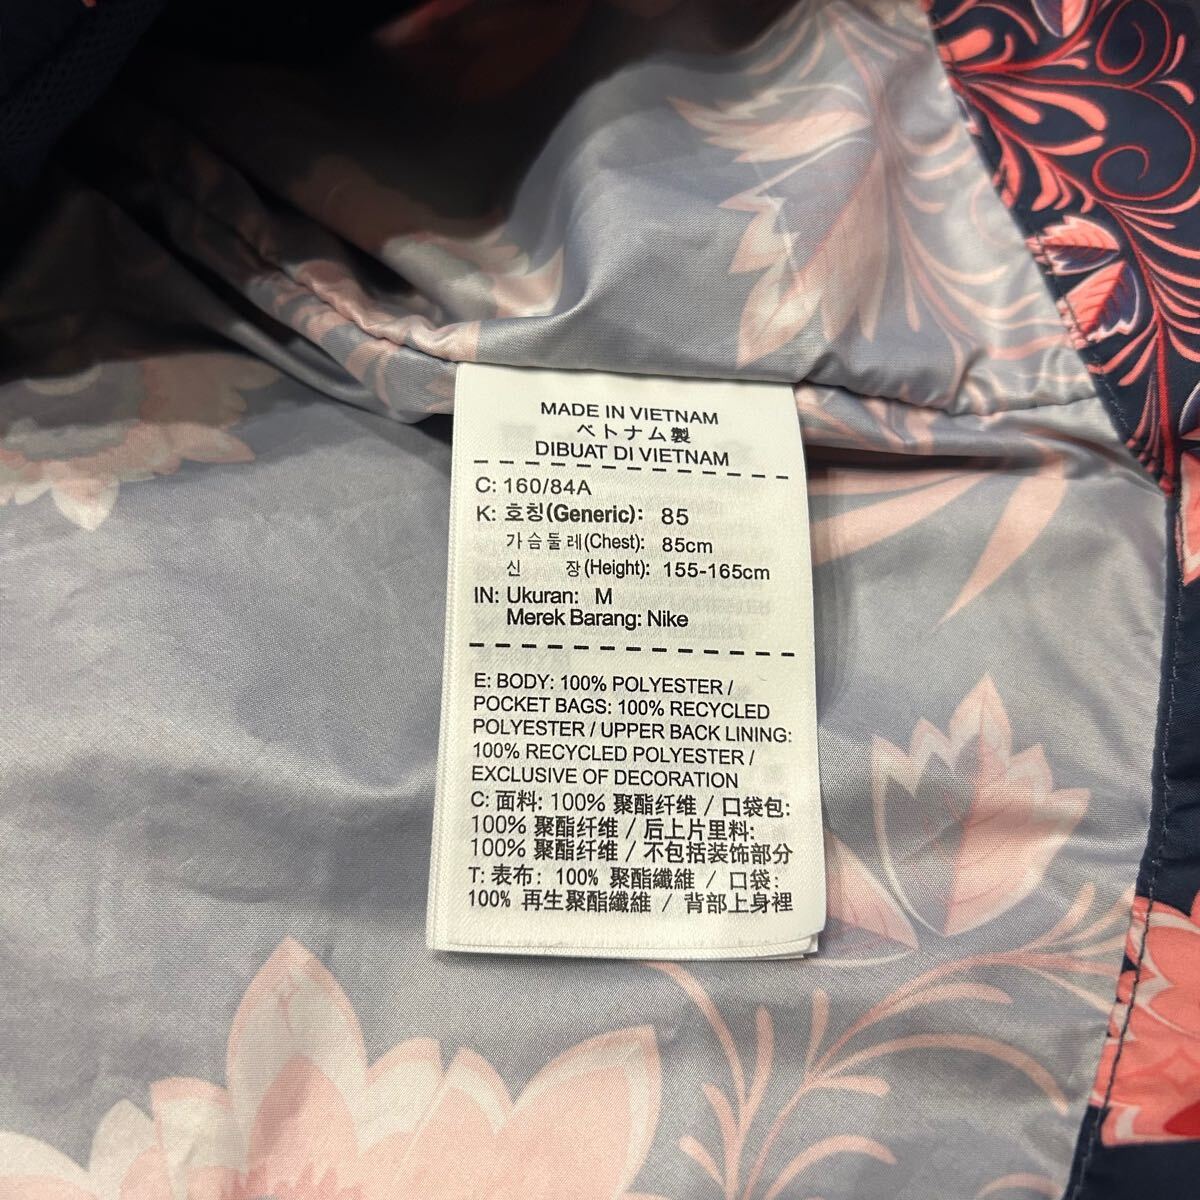 MADE IN VIETNAM
ベトナム製
DIBUAT DI VIETNAM
C: 160/84A
K: 호칭(Generic): 85
가슴둘레(Chest): 85cm
신 장(Height): 155-165cm
IN: Ukuran: M
Merek Barang: Nike
E: BODY: 100% POLYESTER /
POCKET BAGS: 100% RECYCLED
POLYESTER / UPPER BACK LINING:
100% RECYCLED POLYESTER /
EXCLUSIVE OF DECORATION
C: 面料: 100% 聚酯纤维 / 口袋包:
100% 聚酯纤维 / 后上片里料:
100% 聚酯纤维 / 不包括装饰部分
T: 表布: 100% 聚酯纖維 / 口袋:
100% 再生聚酯纖維 / 背部上身裡